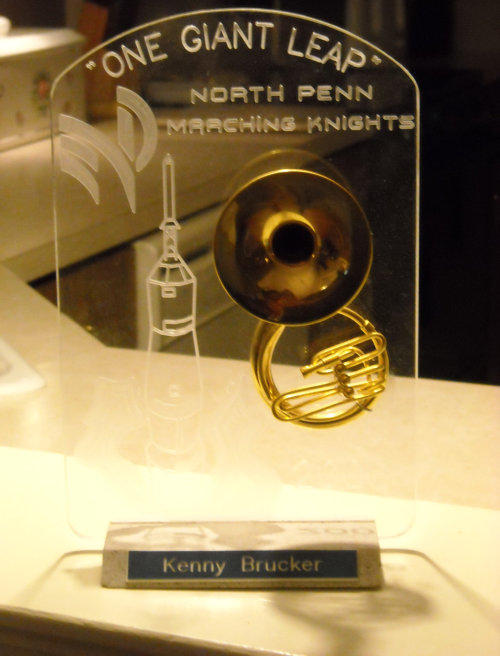 "ONE GIANT LEAP"
NORTH PENN
MARCHING KNIGHTS
Kenny Brucker